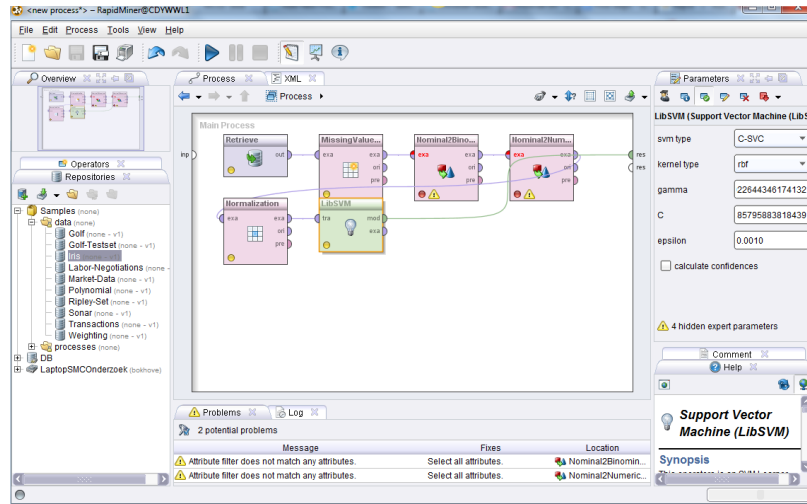 <new process*> – RapidMiner@CDYWWL1
File Edit Process Tools View Help
Overview
Process
XML
Parameters
Process
Main Process
inp
Retrieve
out
MissingValue...
exa exa
ori
pre
Nominal2Bino...
exa exa
ori
pre
Nominal2Num...
exa exa
ori
pre
res
res
Normalization
exa exa
ori
pre
LibSVM
tra mod
exa
Operators
Repositories
Samples (none)
data (none)
Golf (none - v1)
Golf-Testset (none - v1)
Iris (none - v1)
Labor-Negotiations (none -
Market-Data (none - v1)
Polynomial (none - v1)
Ripley-Set (none - v1)
Sonar (none - v1)
Transactions (none - v1)
Weighting (none - v1)
processes (none)
DB
LaptopSMCOnderzoek (bokhove)
LibSVM (Support Vector Machine (LibS
svm type C-SVC
kernel type rbf
gamma 22644346174132
C 85795883818439
epsilon 0.0010
calculate confidences
4 hidden expert parameters
Comment
Help
Support Vector
Machine (LibSVM)
Synopsis
Problems
Log
2 potential problems
Message Fixes Location
Attribute filter does not match any attributes. Select all attributes. Nominal2Binomin...
Attribute filter does not match any attributes. Select all attributes. Nominal2Numeric...